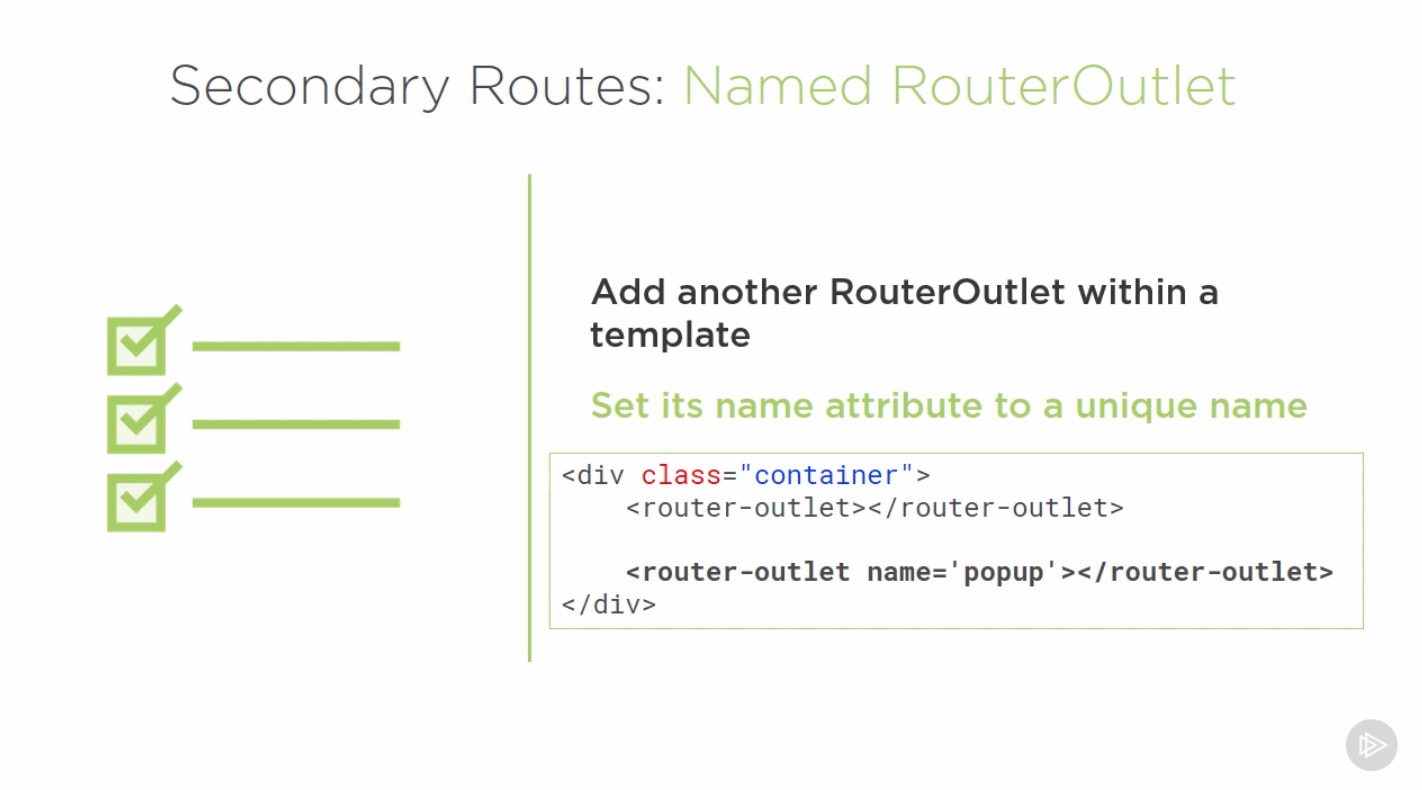 Secondary Routes: Named RouterOutlet
Add another RouterOutlet within a
template
Set its name attribute to a unique name
<div class="container">
    <router-outlet></router-outlet>
    <router-outlet name='popup'></router-outlet>
</div>